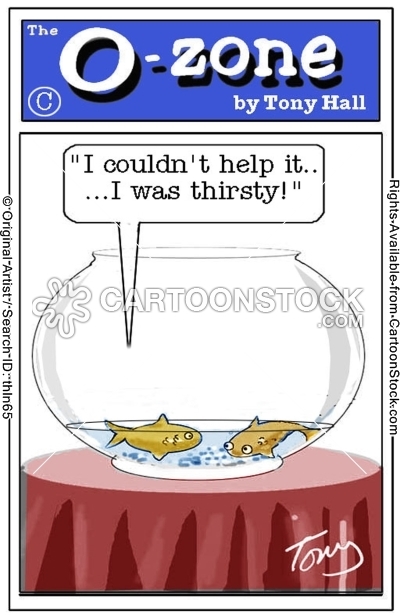 The
O-zone
©
by Tony Hall
"I couldn't help it..
...I was thirsty!"
CARTOONSTOCK
.COM
© Original Artist / Search ID: thln65
Rights Available from CartoonStock.com
Tony